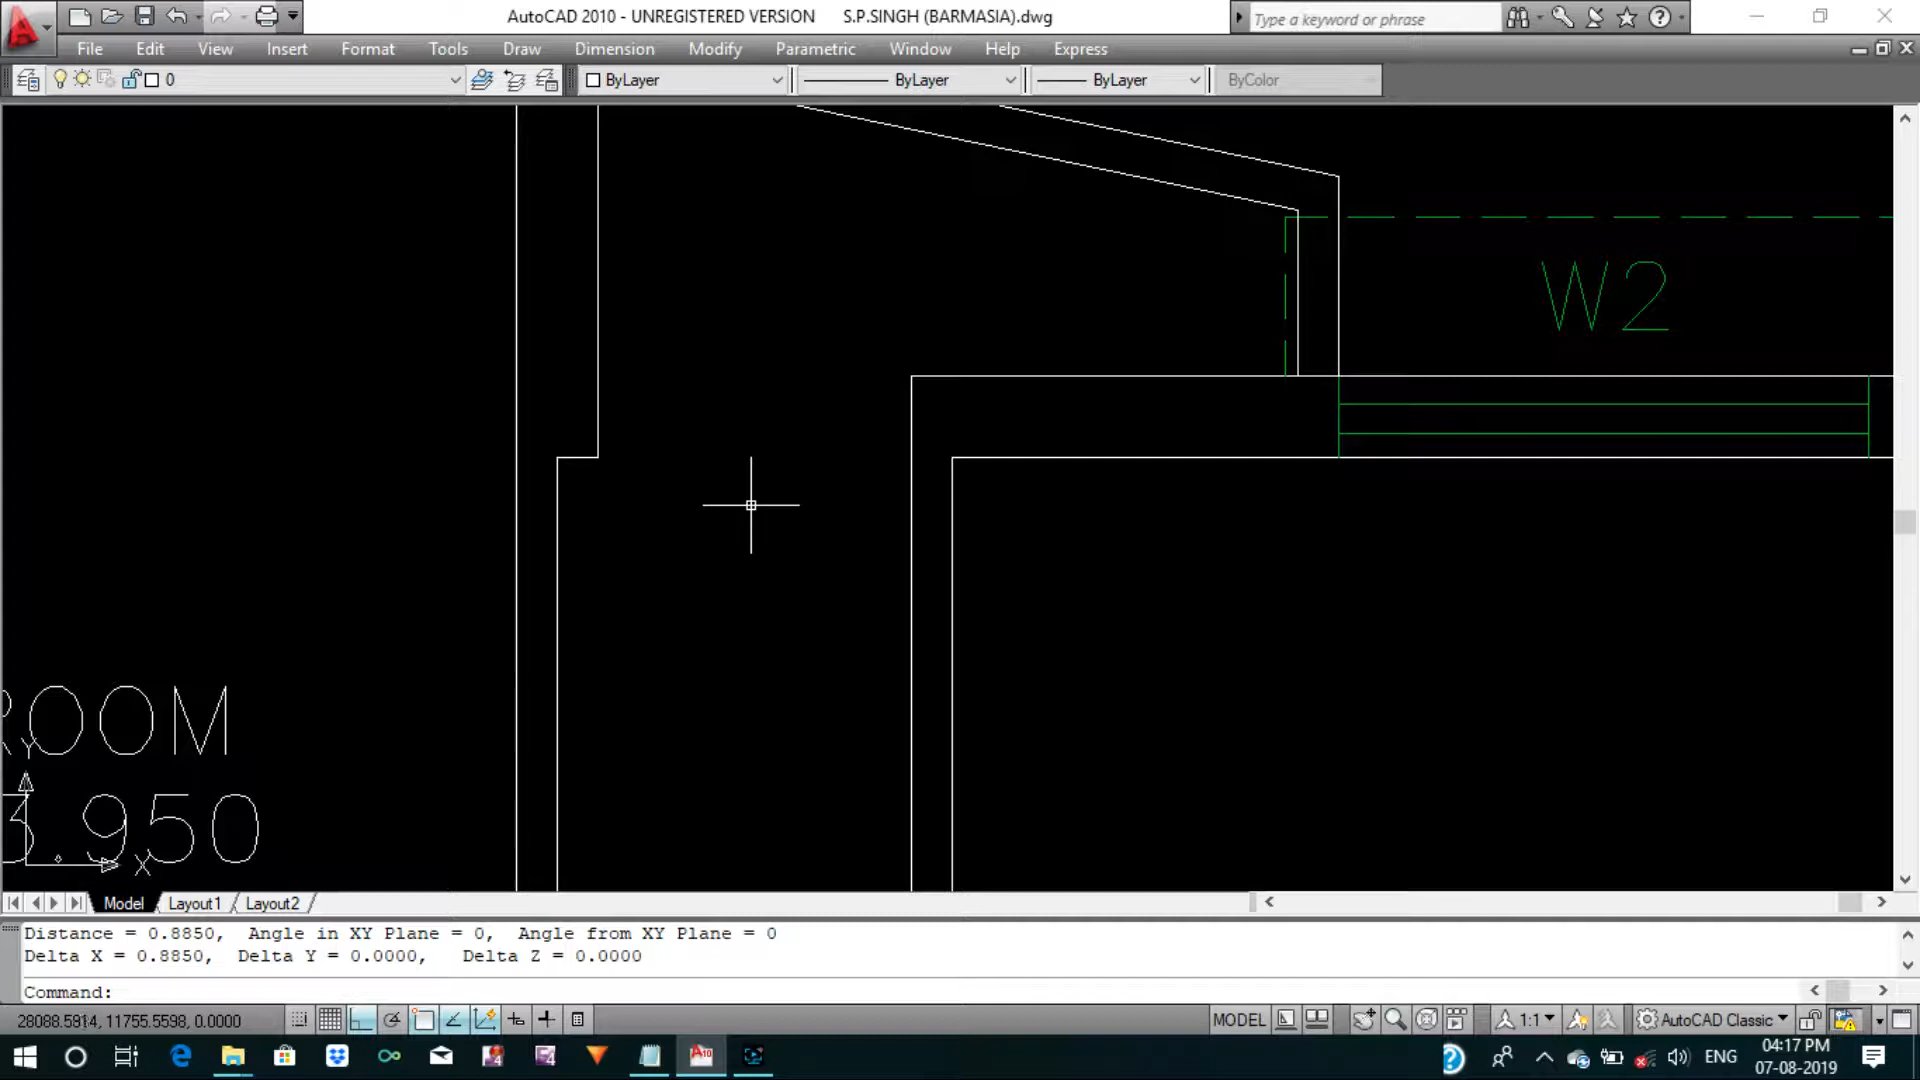 AutoCAD 2010 - UNREGISTERED VERSION S.P.SINGH (BARMASIA).dwg
Type a keyword or phrase
File Edit View Insert Format Tools Draw Dimension Modify Parametric Window Help Express
0 ByLayer ByLayer ByLayer ByColor
W2
ROOM
3.950
Y
X
Model Layout1 Layout2
Distance = 0.8850, Angle in XY Plane = 0, Angle from XY Plane = 0
Delta X = 0.8850, Delta Y = 0.0000, Delta Z = 0.0000
Command:
28088.5914, 11755.5598, 0.0000 MODEL 1:1 AutoCAD Classic
ENG
04:17 PM
07-08-2019